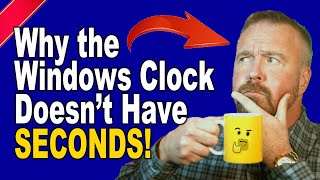 Why the
Windows Clock
Doesn't Have
SECONDS!